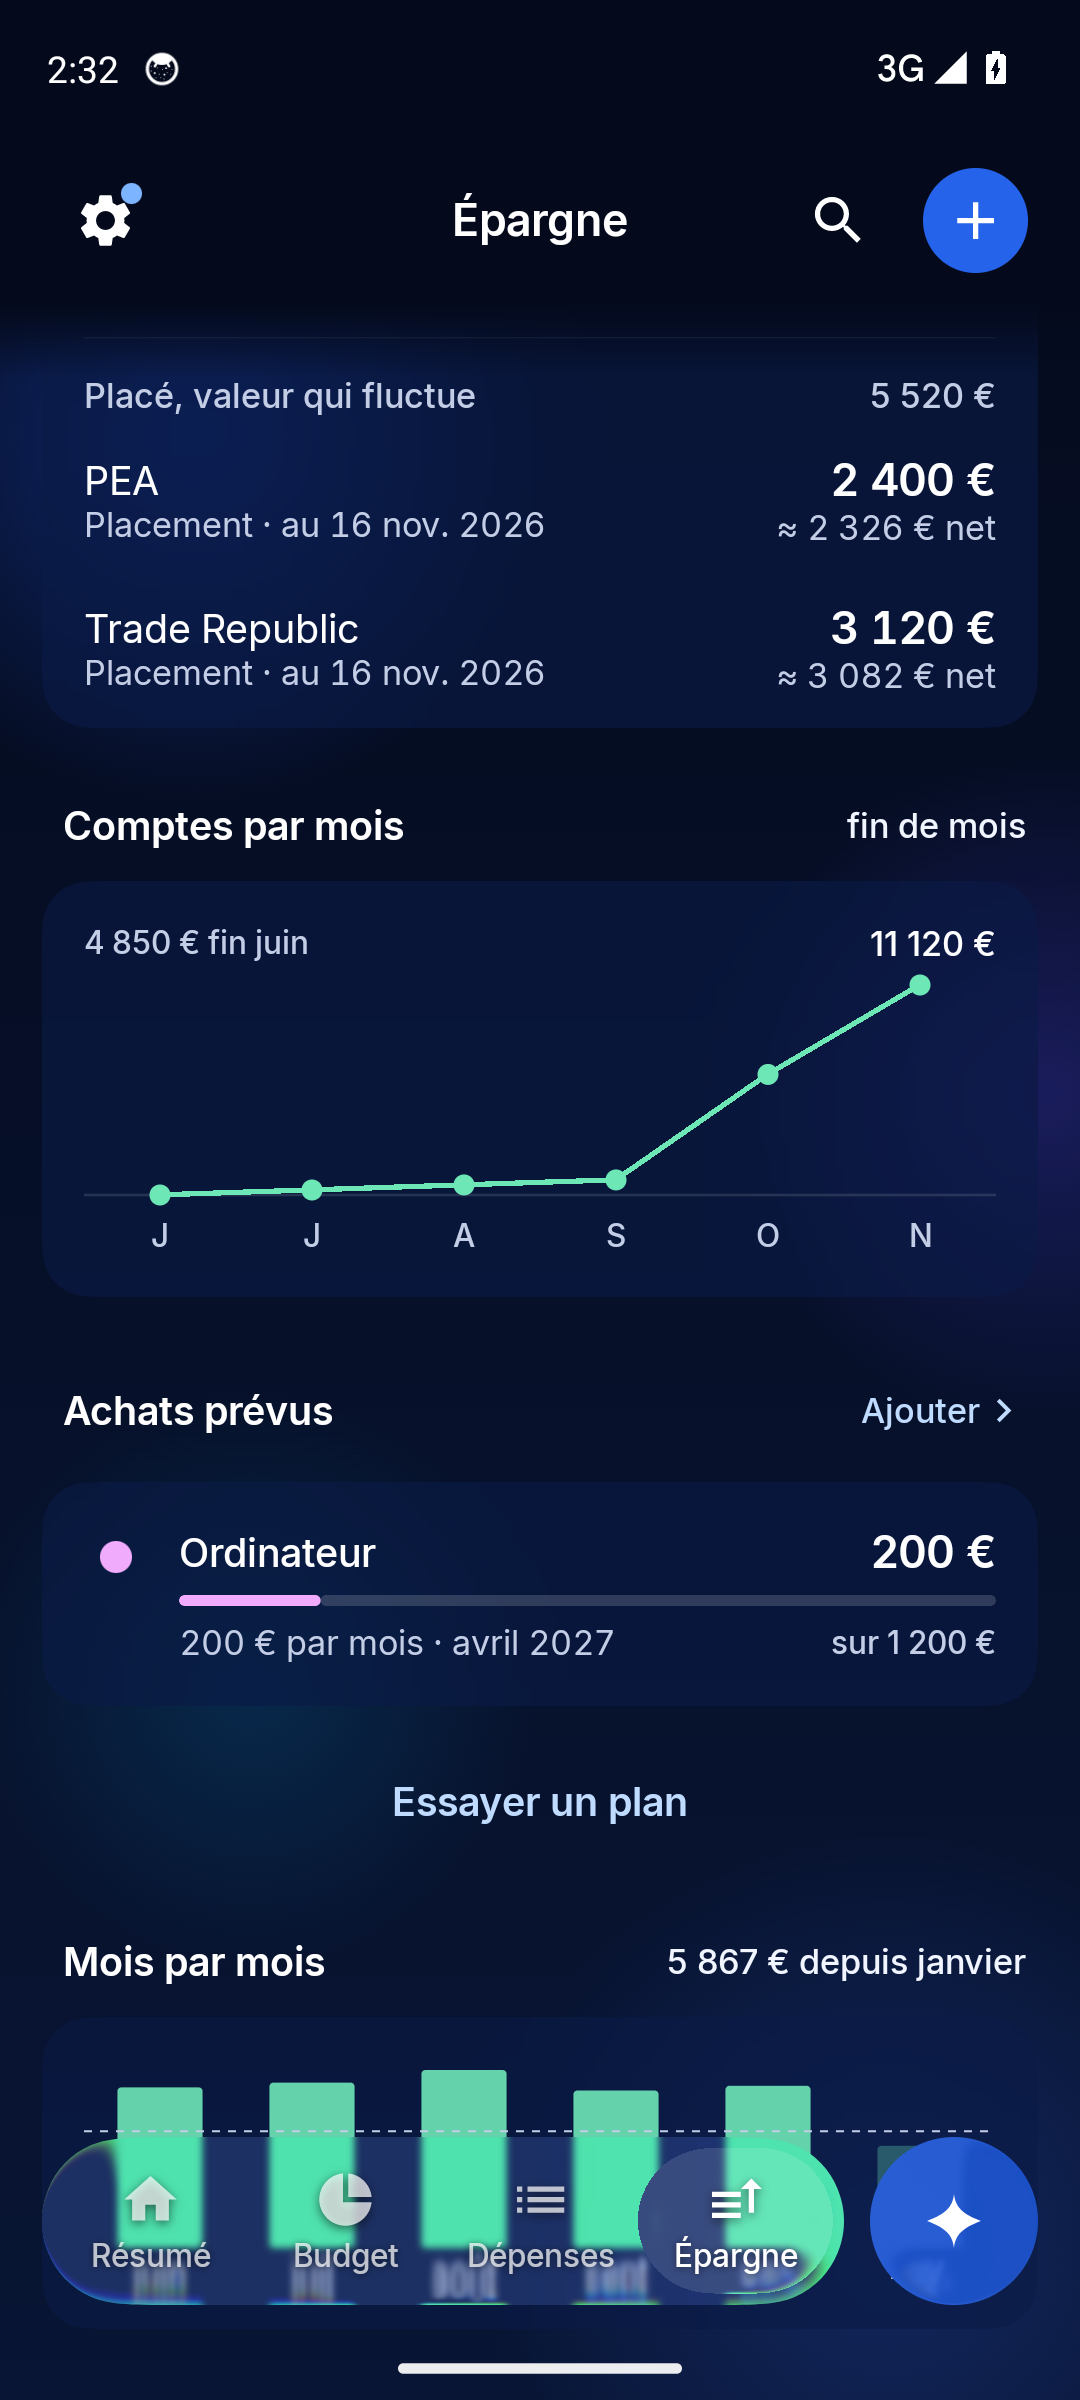 2:32
3G
Épargne
Placé, valeur qui fluctue 5 520 €
PEA 2 400 €
Placement · au 16 nov. 2026 ≈ 2 326 € net
Trade Republic 3 120 €
Placement · au 16 nov. 2026 ≈ 3 082 € net
Comptes par mois fin de mois
4 850 € fin juin 11 120 €
J J A S O N
Achats prévus Ajouter
Ordinateur 200 €
200 € par mois · avril 2027 sur 1 200 €
Essayer un plan
Mois par mois 5 867 € depuis janvier
Résumé Budget Dépenses Épargne